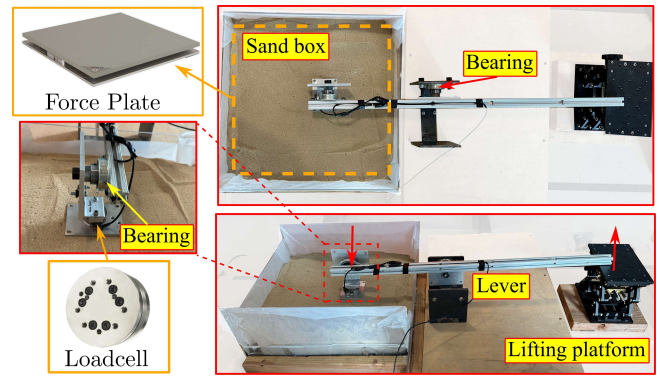 Sand box
Bearing
Force Plate
Bearing
Lever
Loadcell
Lifting platform